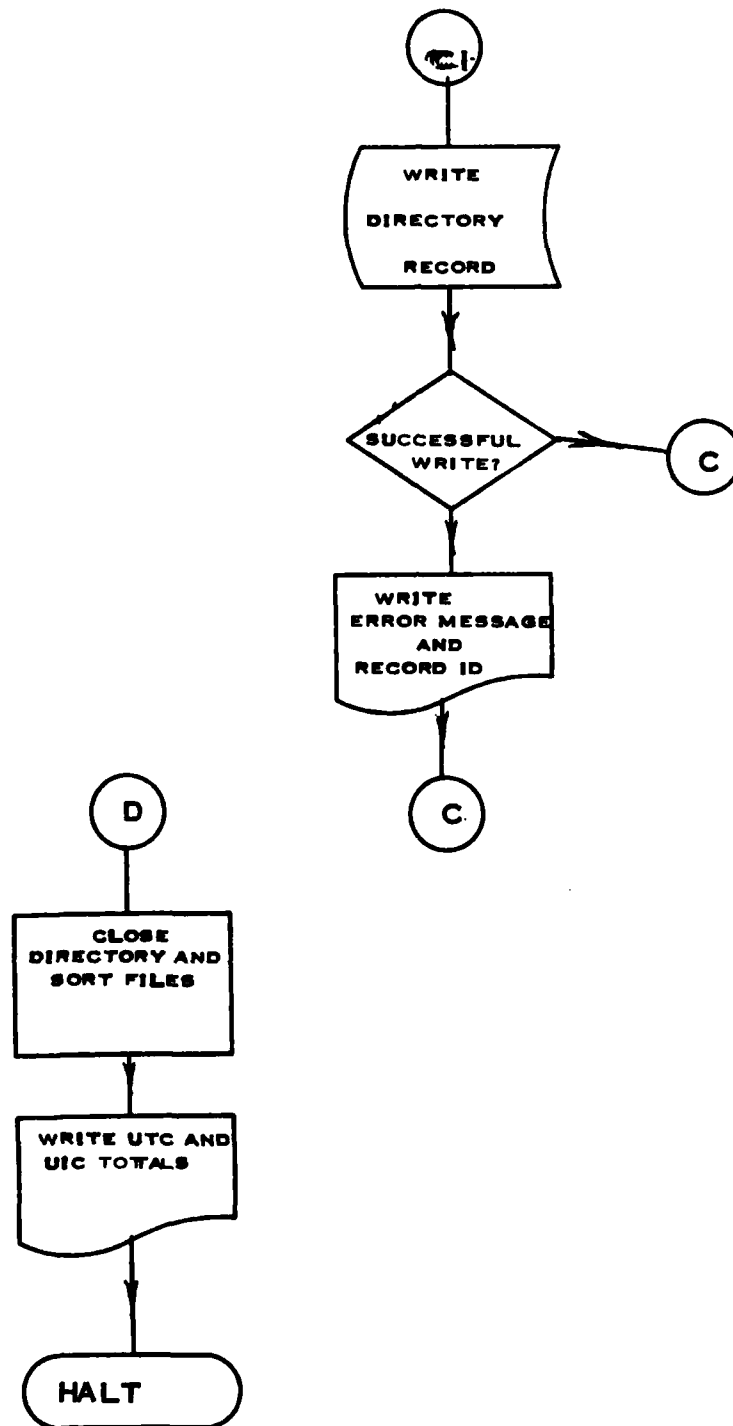 WRITE
DIRECTORY
RECORD
SUCCESSFUL
WRITE?
C
WRITE
ERROR MESSAGE
AND
RECORD ID
C
D
CLOSE
DIRECTORY AND
SORT FILES
WRITE UTC AND
UIC TOTTALS
HALT